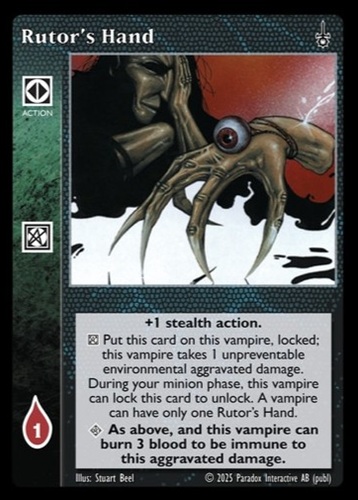 Rutor's Hand
ACTION
+1 stealth action.
Put this card on this vampire, locked;
this vampire takes 1 unpreventable
environmental aggravated damage.
During your minion phase, this vampire
can lock this card to unlock. A vampire
can have only one Rutor's Hand.
As above, and this vampire can
burn 3 blood to be immune to
this aggravated damage.
1
Illus: Stuart Beel
© 2025 Paradox Interactive AB (publ)